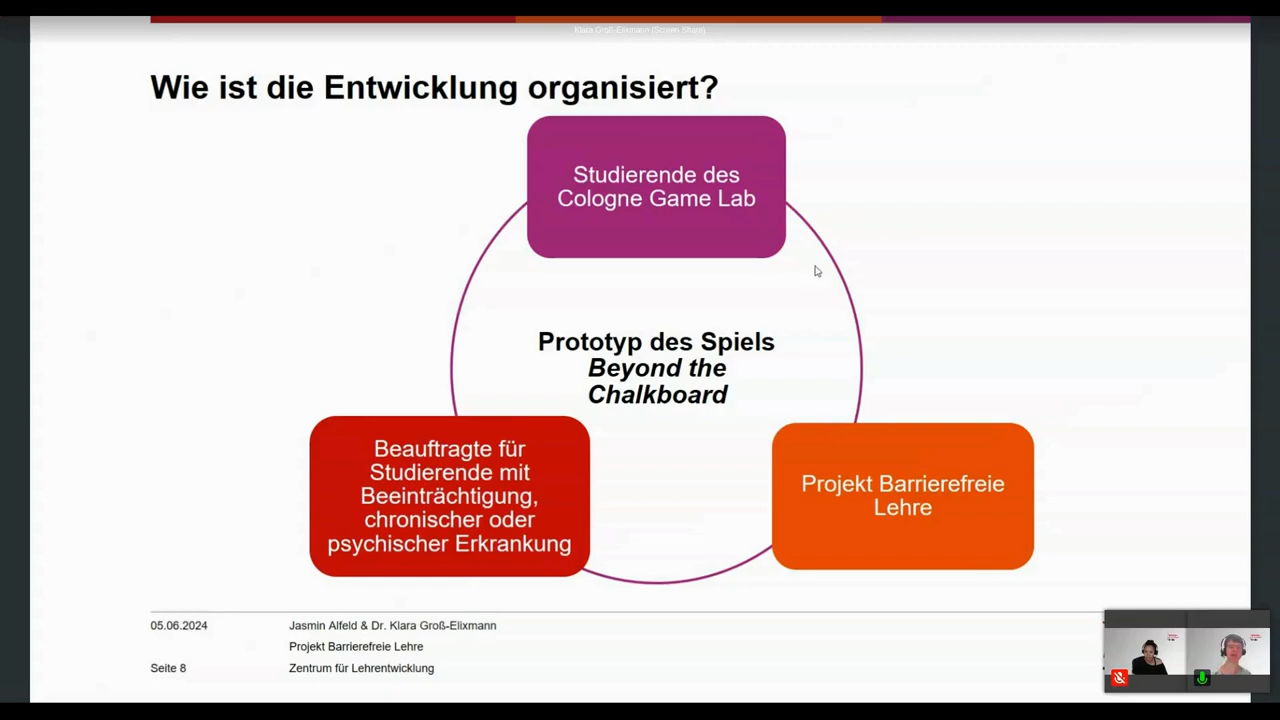 Klara Groß-Elixmann (Screen Share)
Wie ist die Entwicklung organisiert?
Studierende des
Cologne Game Lab
Prototyp des Spiels
Beyond the
Chalkboard
Beauftragte für
Studierende mit
Beeinträchtigung,
chronischer oder
psychischer Erkrankung
Projekt Barrierefreie
Lehre
05.06.2024
Jasmin Alfeld & Dr. Klara Groß-Elixmann
Projekt Barrierefreie Lehre
Seite 8
Zentrum für Lehrentwicklung